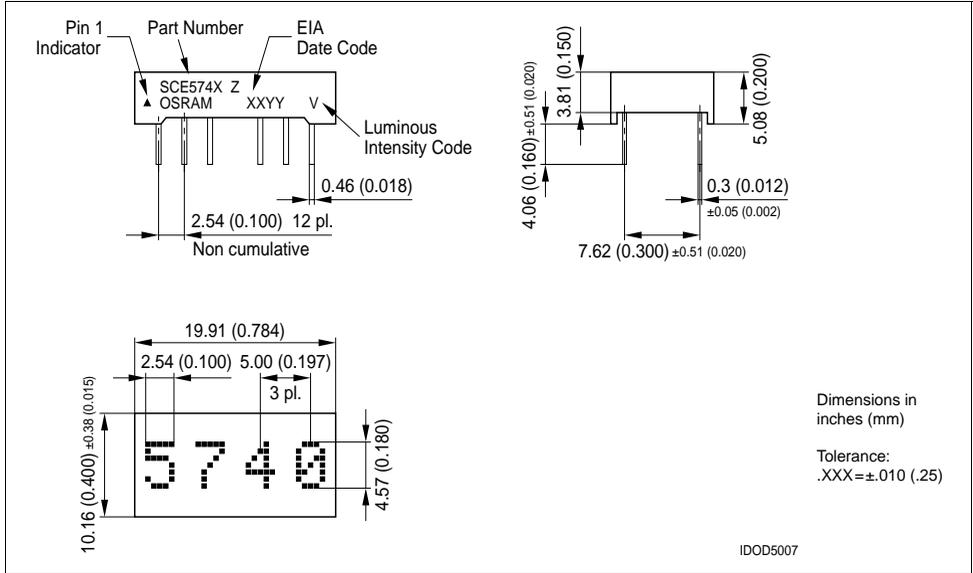 Pin 1
Indicator
Part Number
EIA
Date Code
SCE574X Z
OSRAM XXYY V
Luminous
Intensity Code
0.46 (0.018)
2.54 (0.100) 12 pl.
Non cumulative
3.81 (0.150)
5.08 (0.200)
4.06 (0.160) ±0.51 (0.020)
0.3 (0.012)
±0.05 (0.002)
7.62 (0.300) ±0.51 (0.020)
19.91 (0.784)
2.54 (0.100) 5.00 (0.197)
3 pl.
10.16 (0.400) ±0.38 (0.015)
5740
4.57 (0.180)
Dimensions in
inches (mm)
Tolerance:
.XXX=±.010 (.25)
IDOD5007